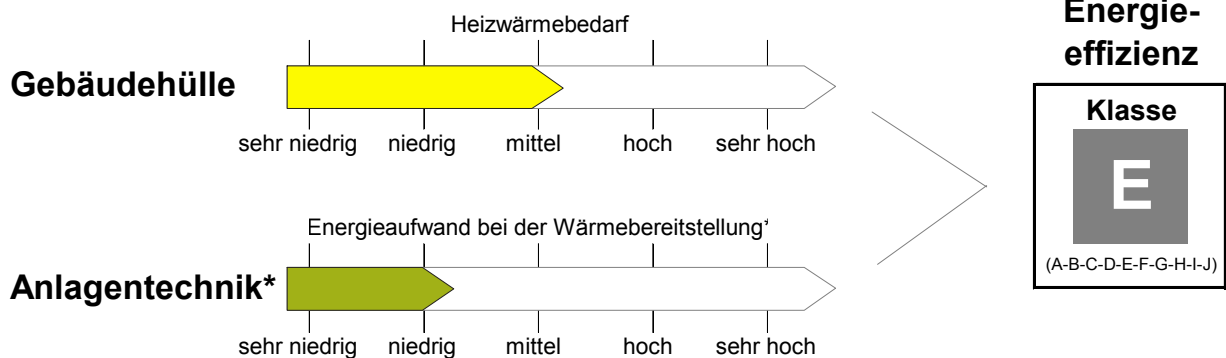 Heizwärmebedarf
Gebäudehülle
sehr niedrig niedrig mittel hoch sehr hoch
Energieaufwand bei der Wärmebereitstellung*
Anlagentechnik*
sehr niedrig niedrig mittel hoch sehr hoch
Energie-
effizienz
Klasse
E
(A-B-C-D-E-F-G-H-I-J)